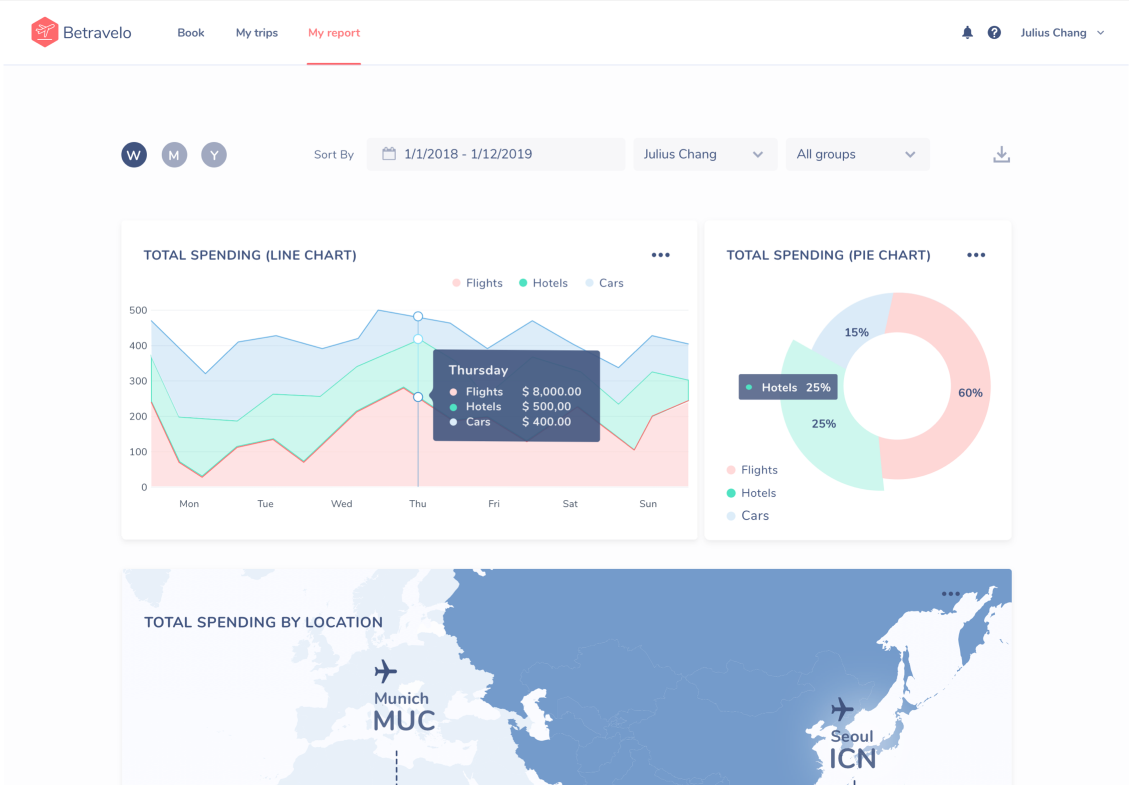 Betravelo Book My trips My report Julius Chang
W M Y Sort By 1/1/2018 - 1/12/2019 Julius Chang All groups
TOTAL SPENDING (LINE CHART)
Flights Hotels Cars
500
400
300
200
100
0
Thursday
Flights $ 8,000.00
Hotels $ 500,00
Cars $ 400.00
Mon Tue Wed Thu Fri Sat Sun
TOTAL SPENDING (PIE CHART)
15%
60%
Hotels 25%
25%
Flights
Hotels
Cars
TOTAL SPENDING BY LOCATION
Munich
MUC
Seoul
ICN